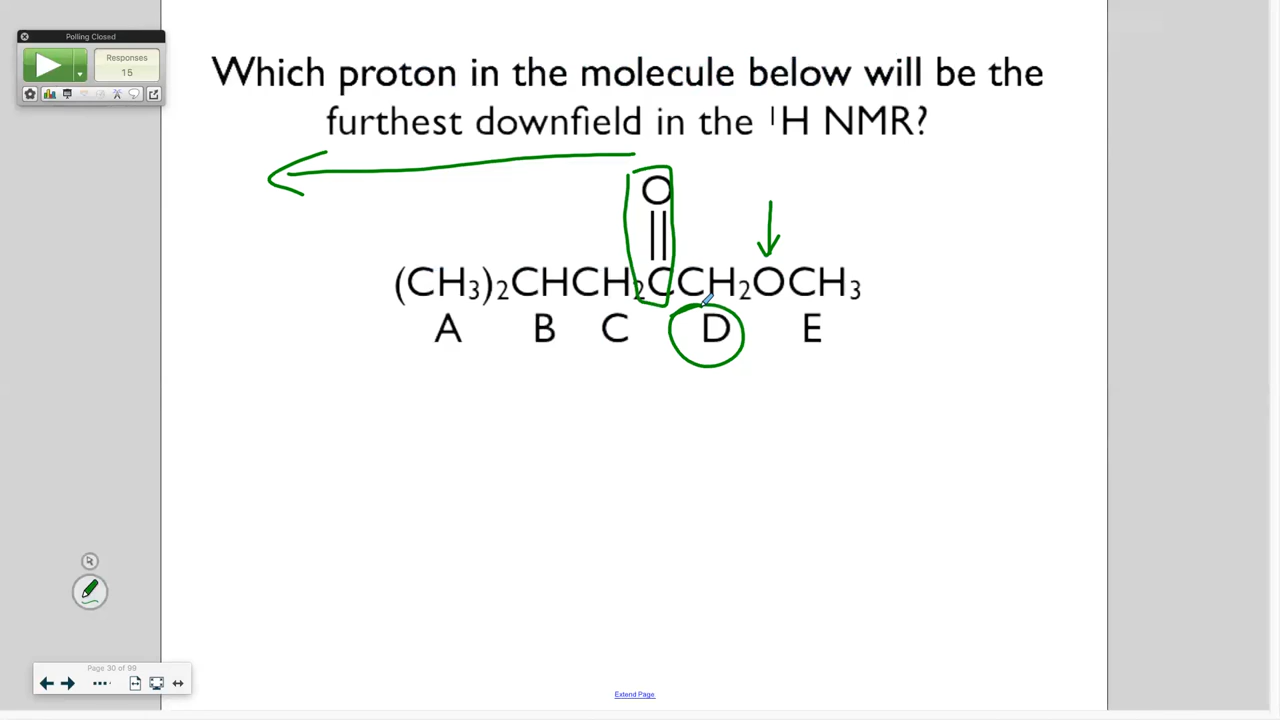 Polling Closed
Responses
15
Which proton in the molecule below will be the
furthest downfield in the ¹H NMR?
O
(CH₃)₂CHCH₂CCH₂OCH₃
A B C D E
Page 30 of 99
Extend Page